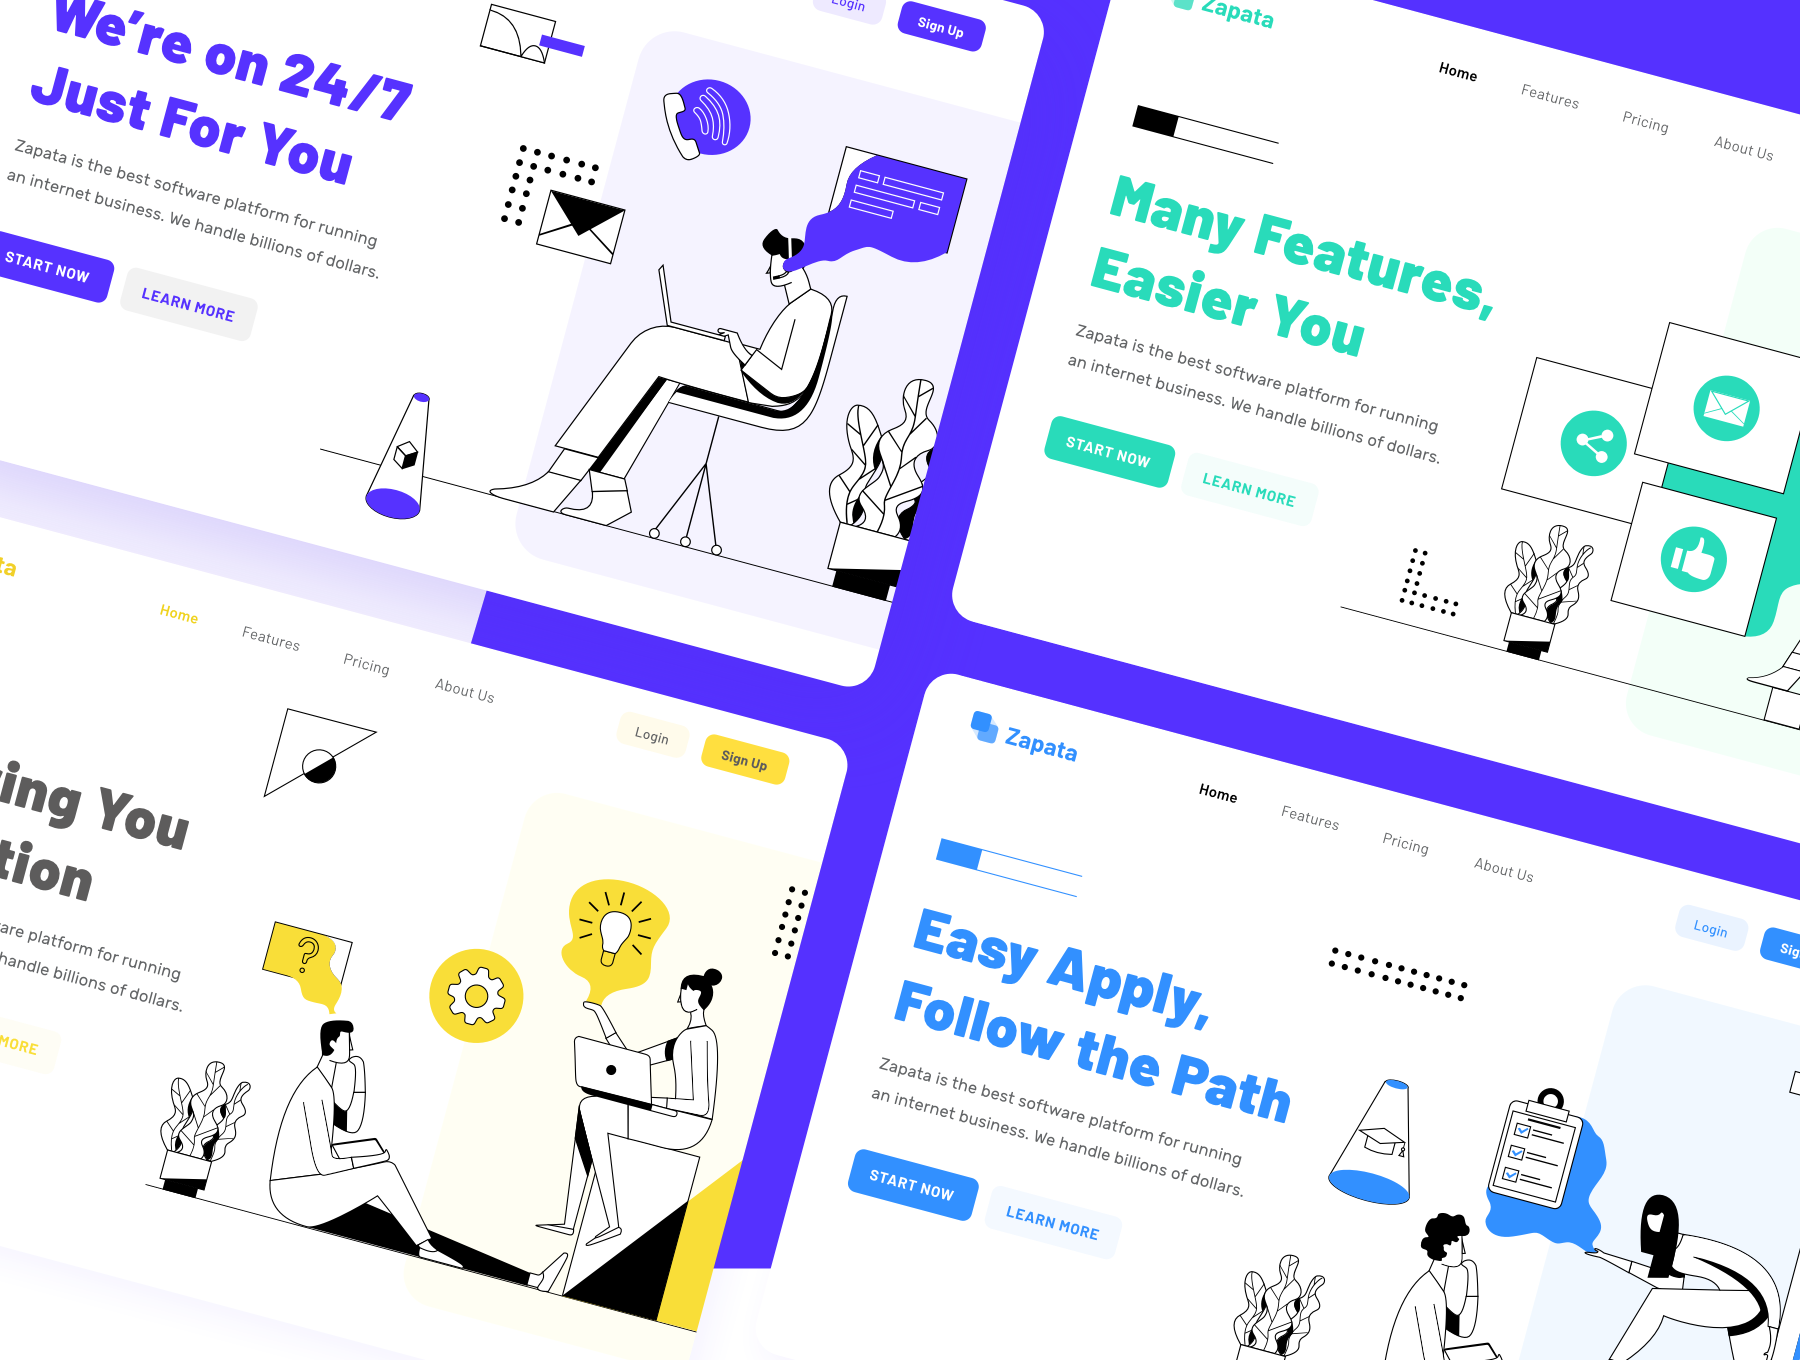 Login
Sign Up
We're on 24/7
Just For You
Zapata is the best software platform for running
an internet business. We handle billions of dollars.
START NOW
LEARN MORE
Zapata
Home
Features
Pricing
About Us
Many Features,
Easier You
Zapata is the best software platform for running
an internet business. We handle billions of dollars.
START NOW
LEARN MORE
ta
Home
Features
Pricing
About Us
Login
Sign Up
ing You
tion
are platform for running
handle billions of dollars.
MORE
?
Zapata
Home
Features
Pricing
About Us
Login
Sig
Easy Apply,
Follow the Path
Zapata is the best software platform for running
an internet business. We handle billions of dollars.
START NOW
LEARN MORE